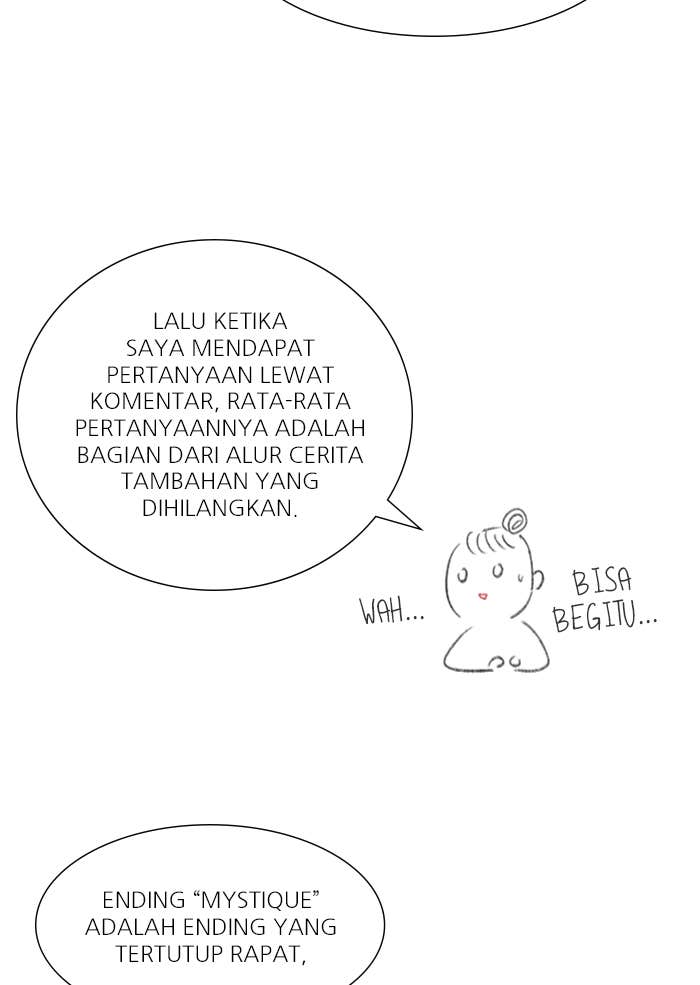 LALU KETIKA
SAYA MENDAPAT
PERTANYAAN LEWAT
KOMENTAR, RATA-RATA
PERTANYAANNYA ADALAH
BAGIAN DARI ALUR CERITA
TAMBAHAN YANG
DIHILANGKAN.
WAH...
BISA
BEGITU...
ENDING “MYSTIQUE”
ADALAH ENDING YANG
TERTUTUP RAPAT,